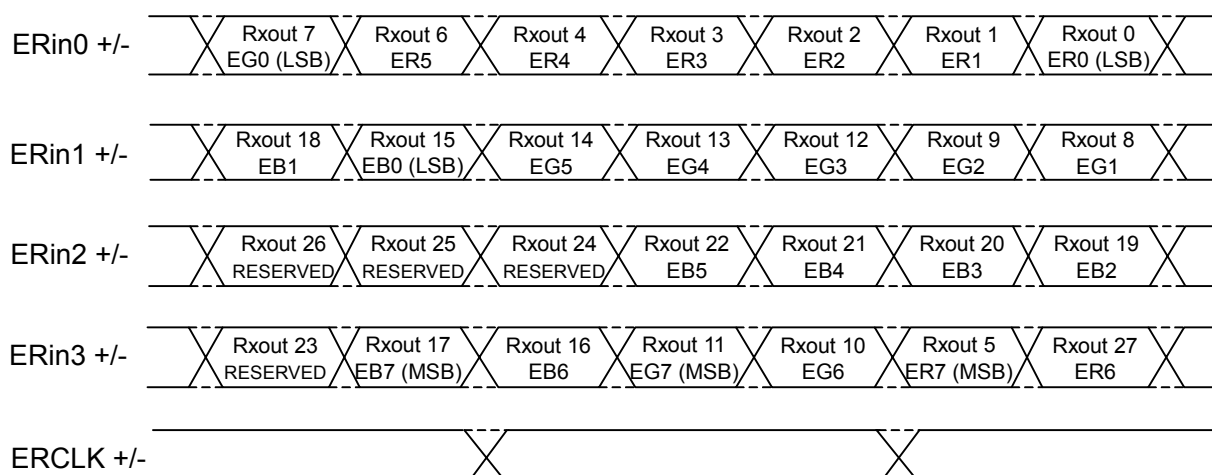 ERin0 +/-
Rxout 7 Rxout 6 Rxout 4 Rxout 3 Rxout 2 Rxout 1 Rxout 0
EG0 (LSB) ER5 ER4 ER3 ER2 ER1 ER0 (LSB)
ERin1 +/-
Rxout 18 Rxout 15 Rxout 14 Rxout 13 Rxout 12 Rxout 9 Rxout 8
EB1 EB0 (LSB) EG5 EG4 EG3 EG2 EG1
ERin2 +/-
Rxout 26 Rxout 25 Rxout 24 Rxout 22 Rxout 21 Rxout 20 Rxout 19
RESERVED RESERVED RESERVED EB5 EB4 EB3 EB2
ERin3 +/-
Rxout 23 Rxout 17 Rxout 16 Rxout 11 Rxout 10 Rxout 5 Rxout 27
RESERVED EB7 (MSB) EB6 EG7 (MSB) EG6 ER7 (MSB) ER6
ERCLK +/-